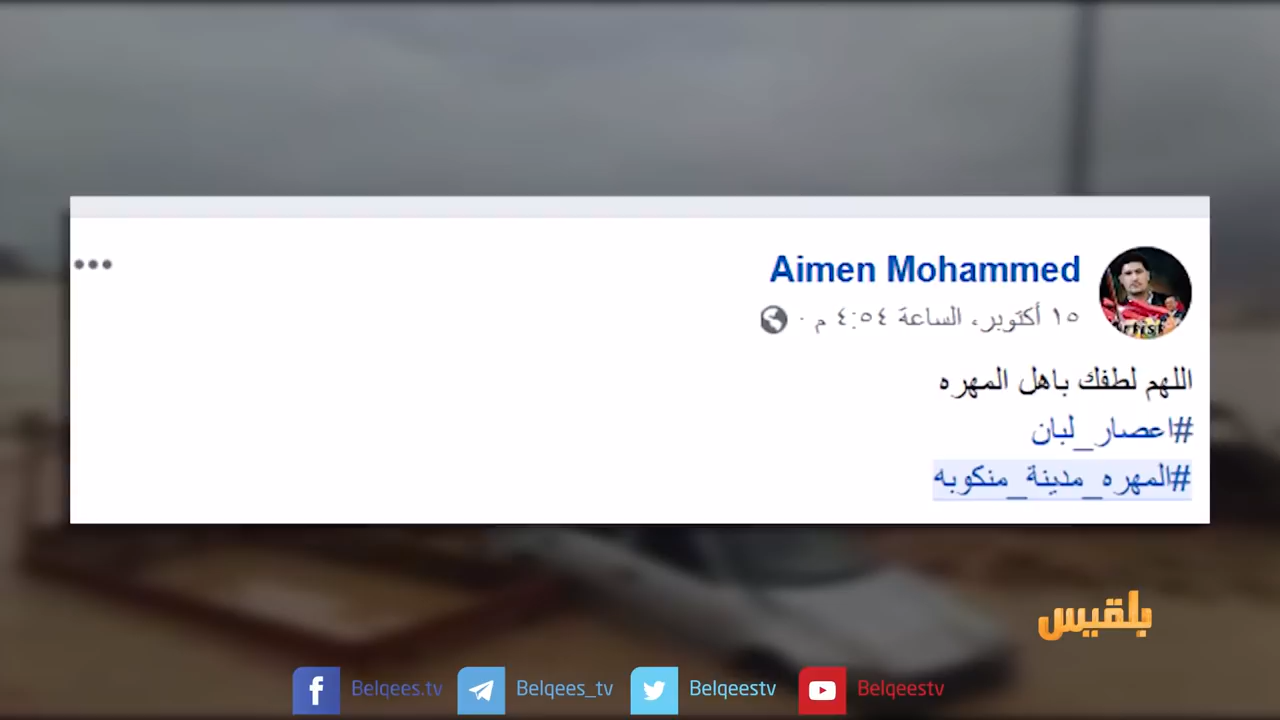 Aimen Mohammed
١٥ أكتوبر، الساعة ٤:٥٤ م ·
اللهم لطفك باهل المهره
#اعصار_لبان
#المهره_مدينة_منكوبه
بلقيس
Belqees.tv
Belqees_tv
Belqeestv
Belqeestv